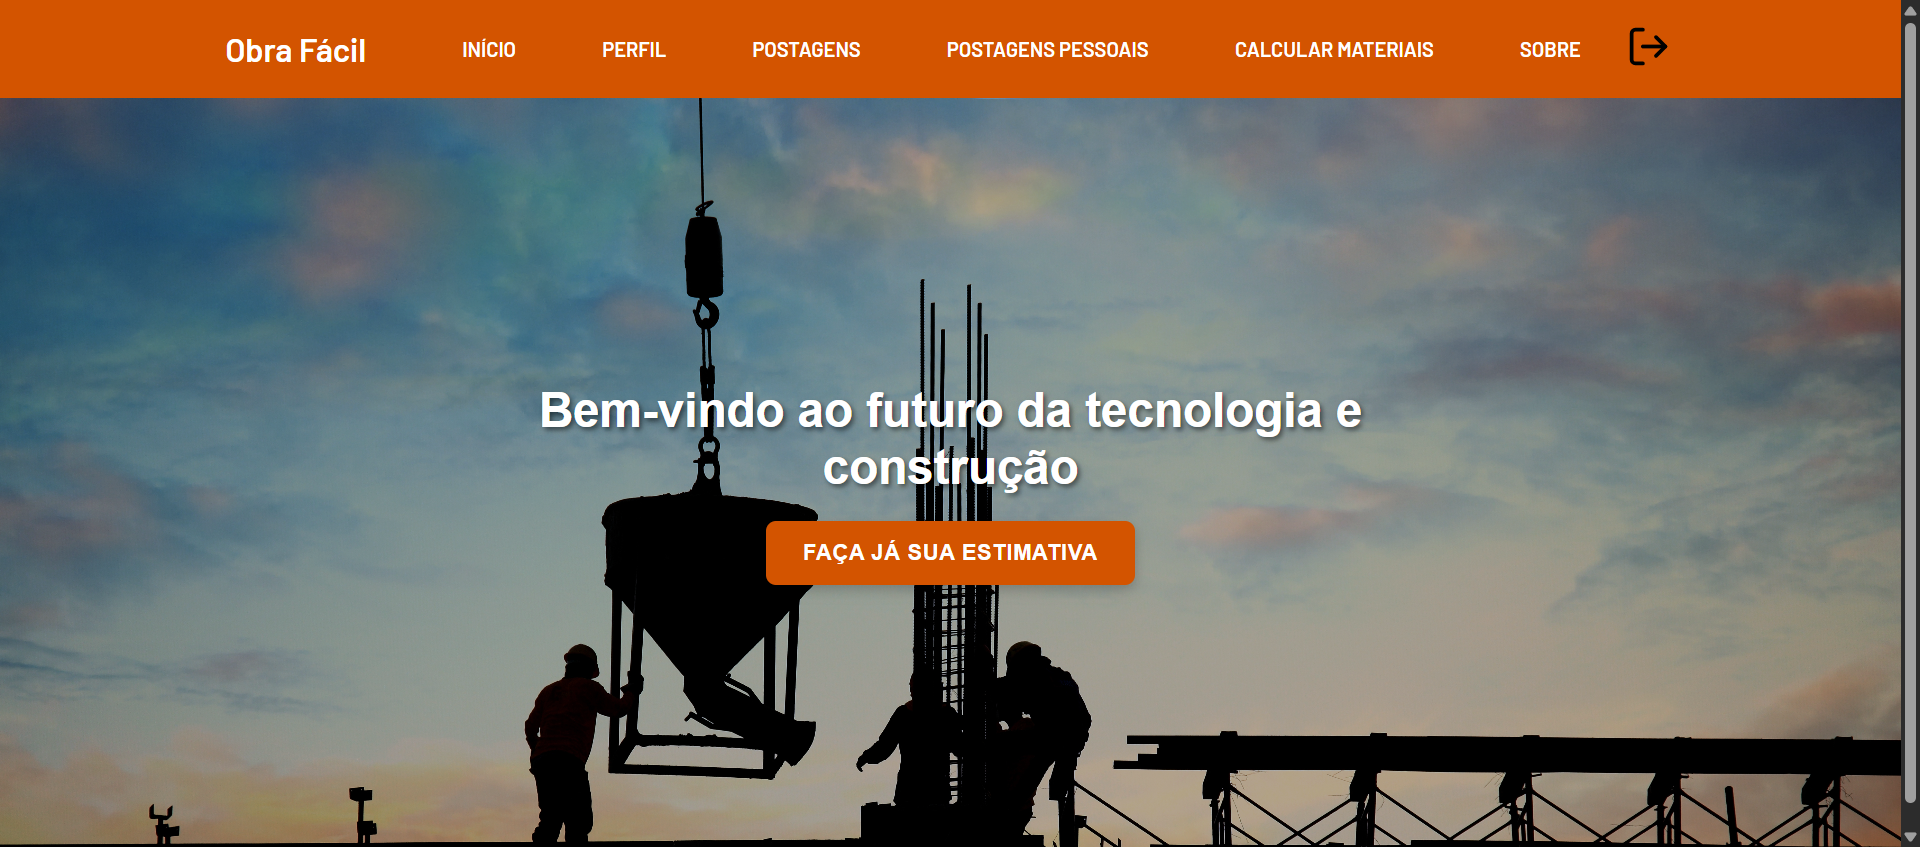 Obra Fácil
INÍCIO
PERFIL
POSTAGENS
POSTAGENS PESSOAIS
CALCULAR MATERIAIS
SOBRE
Bem-vindo ao futuro da tecnologia e
construção
FAÇA JÁ SUA ESTIMATIVA